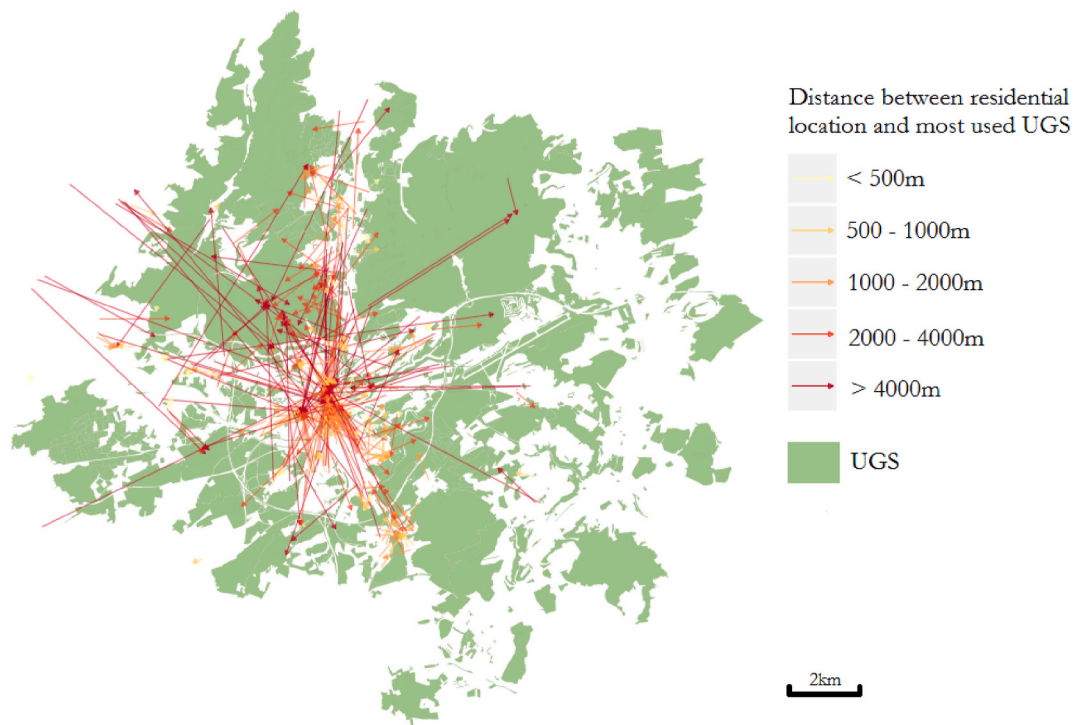 Distance between residential
location and most used UGS
< 500m
500 - 1000m
1000 - 2000m
2000 - 4000m
> 4000m
UGS
2km